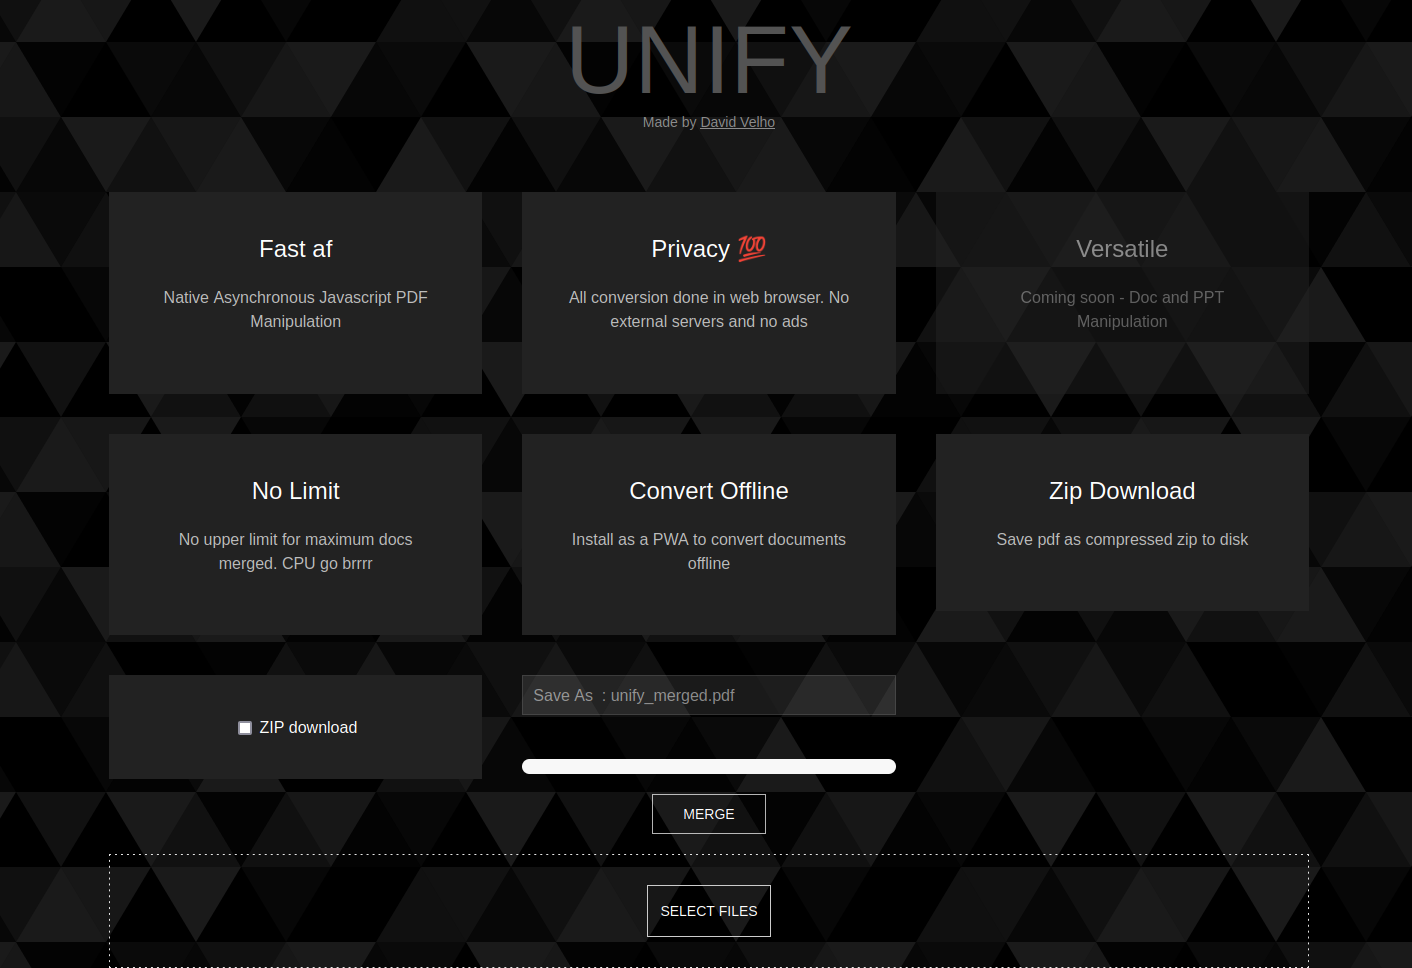 UNIFY
Made by David Velho
Fast af
Native Asynchronous Javascript PDF
Manipulation
Privacy 💯
All conversion done in web browser. No
external servers and no ads
Versatile
Coming soon - Doc and PPT
Manipulation
No Limit
No upper limit for maximum docs
merged. CPU go brrrr
Convert Offline
Install as a PWA to convert documents
offline
Zip Download
Save pdf as compressed zip to disk
ZIP download
Save As  : unify_merged.pdf
MERGE
SELECT FILES